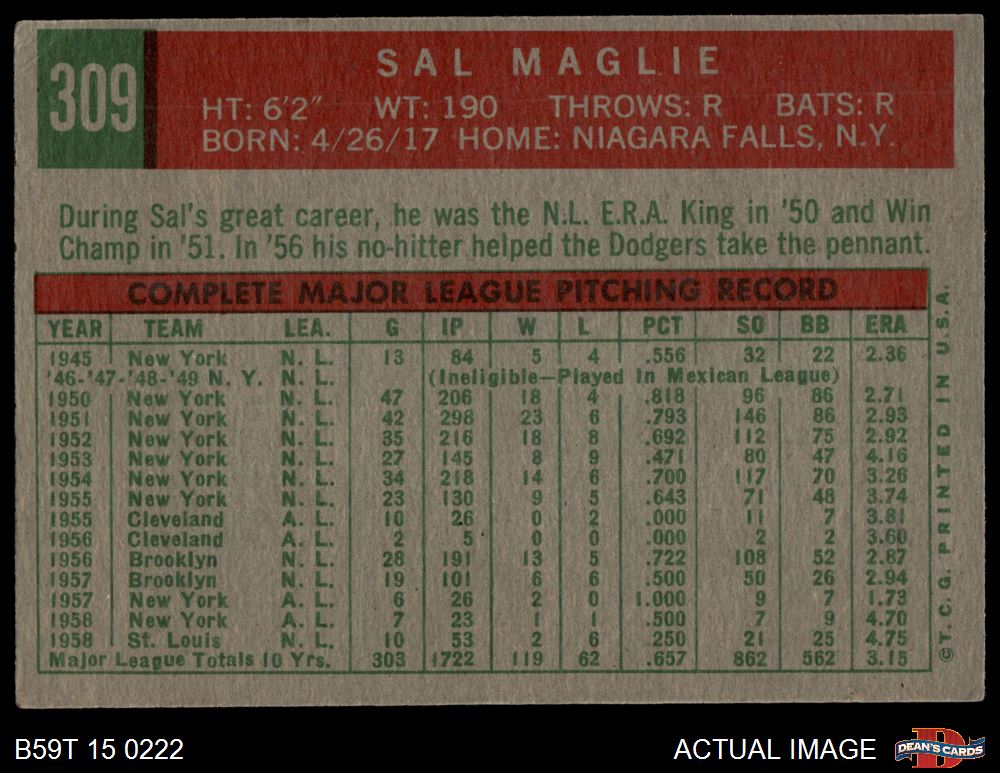 309
SAL MAGLIE
HT: 6'2" WT: 190 THROWS: R BATS: R
BORN: 4/26/17 HOME: NIAGARA FALLS, N.Y.
During Sal's great career, he was the N.L. E.R.A. King in '50 and Win
Champ in '51. In '56 his no-hitter helped the Dodgers take the pennant.
COMPLETE MAJOR LEAGUE PITCHING RECORD
YEAR TEAM LEA. G IP W L PCT SO BB ERA
1945 New York N. L. 13 84 5 4 .556 32 22 2.36
'46-'47-'48-'49 N. Y. N. L. (Ineligible—Played In Mexican League)
1950 New York N. L. 47 206 18 4 .818 96 86 2.71
1951 New York N. L. 42 298 23 6 .793 146 86 2.93
1952 New York N. L. 35 216 18 8 .692 112 75 2.92
1953 New York N. L. 27 145 8 9 .471 80 47 4.16
1954 New York N. L. 34 218 14 6 .700 117 70 3.26
1955 New York N. L. 23 130 9 5 .643 71 48 3.74
1955 Cleveland A. L. 10 26 0 2 .000 11 7 3.81
1956 Cleveland A. L. 2 5 0 0 .000 2 2 3.60
1956 Brooklyn N. L. 28 191 13 5 .722 108 52 2.87
1957 Brooklyn N. L. 19 101 6 6 .500 50 26 2.94
1957 New York A. L. 6 26 2 0 1.000 9 7 1.73
1958 New York A. L. 7 23 1 1 .500 7 9 4.70
1958 St. Louis N. L. 10 53 2 6 .250 21 25 4.75
Major League Totals 10 Yrs. 303 1722 119 62 .657 862 562 3.15
© T. C. G. PRINTED IN U.S.A.
B59T 15 0222
ACTUAL IMAGE
D
DEAN'S CARDS